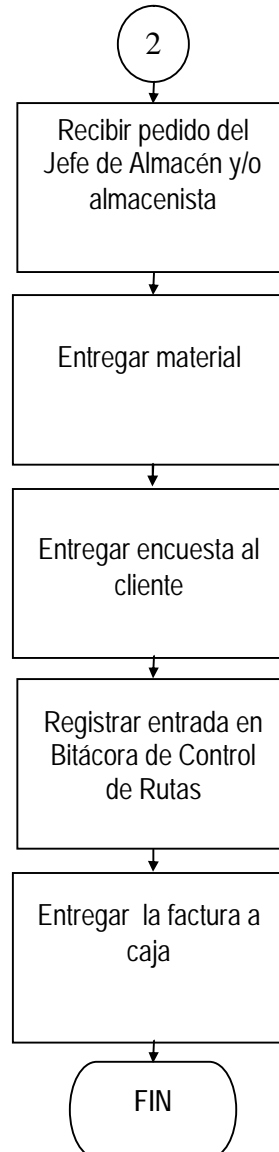 2
Recibir pedido del
Jefe de Almacén y/o
almacenista
Entregar material
Entregar encuesta al
cliente
Registrar entrada en
Bitácora de Control
de Rutas
Entregar la factura a
caja
FIN